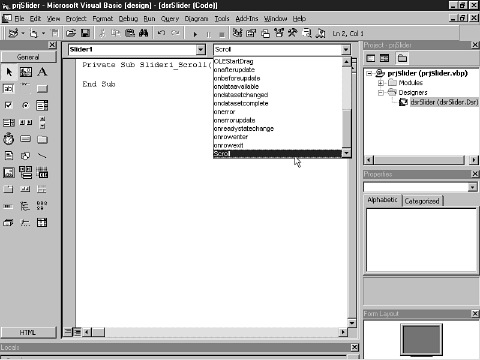 prjSlider - Microsoft Visual Basic [design] - [dsrSlider (Code)]
File Edit View Project Format Debug Run Query Diagram Tools Add-Ins Window Help
Ln 2, Col 1
General
Slider1
Scroll
Private Sub Slider1_Scroll(
End Sub
OLEStartDrag
onafterupdate
onbeforeupdate
ondataavailable
ondatasetchanged
ondatasetcomplete
onerror
onerrorupdate
onreadystatechange
onrowenter
onrowexit
Scroll
HTML
Project - prjSlider
prjSlider (prjSlider.vbp)
Modules
Designers
dsrSlider (dsrSlider.Dsr)
Properties
Alphabetic
Categorized
Form Layout
Locals